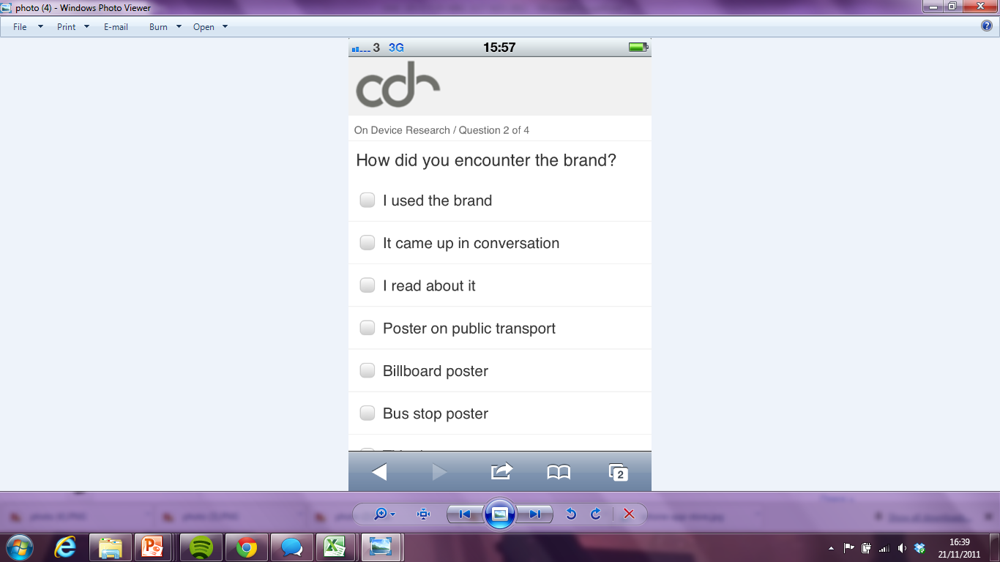 photo (4) - Windows Photo Viewer
File Print E-mail Burn Open
3 3G 15:57
cdr
On Device Research / Question 2 of 4
How did you encounter the brand?
I used the brand
It came up in conversation
I read about it
Poster on public transport
Billboard poster
Bus stop poster
2
16:39
21/11/2011